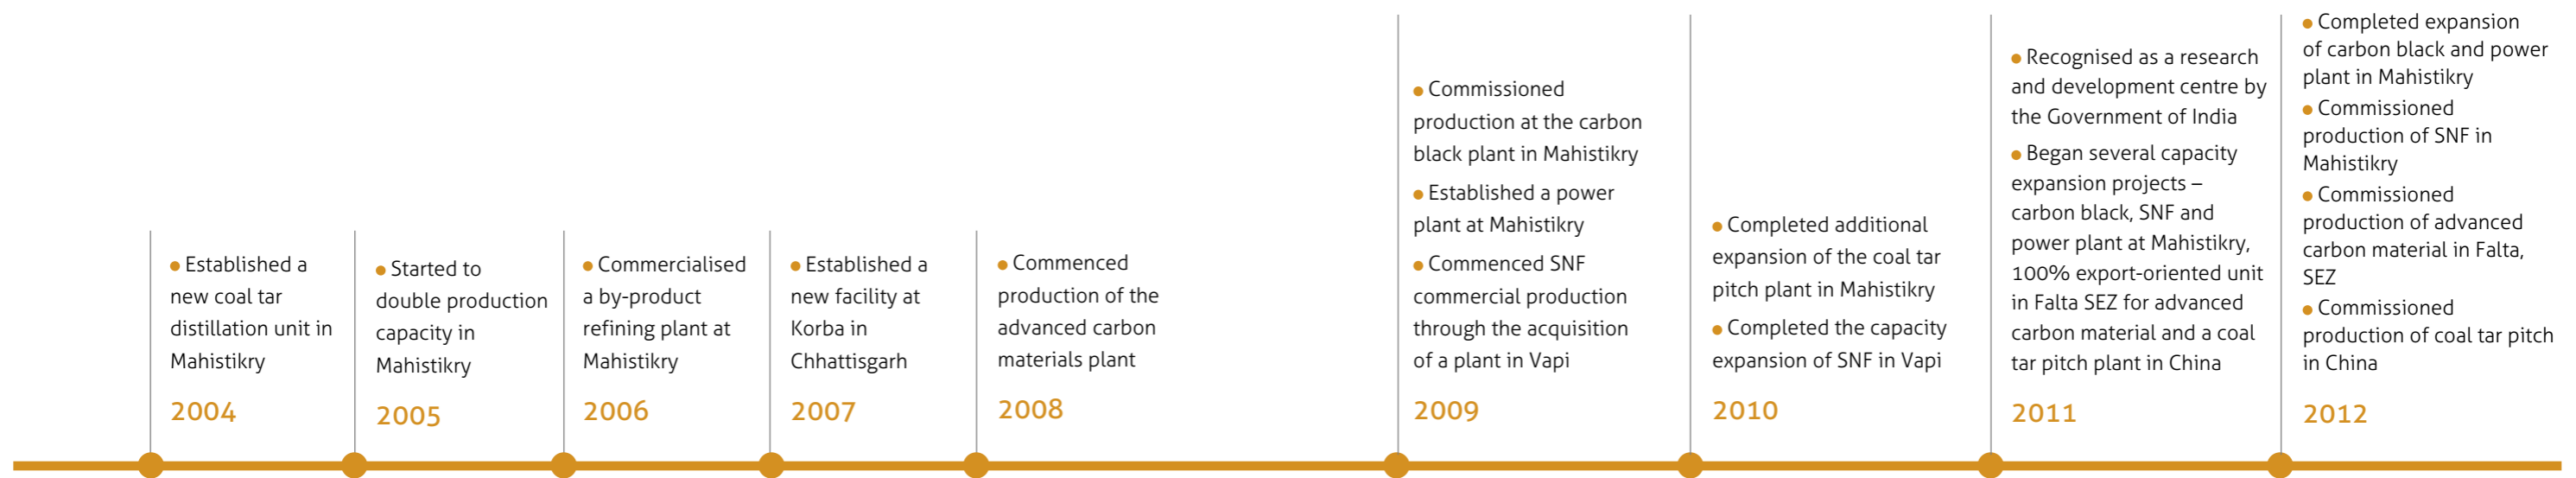 ● Established a
new coal tar
distillation unit in
Mahistikry
2004
● Started to
double production
capacity in
Mahistikry
2005
● Commercialised
a by-product
refining plant at
Mahistikry
2006
● Established a
new facility at
Korba in
Chhattisgarh
2007
● Commenced
production of the
advanced carbon
materials plant
2008
● Commissioned
production at the carbon
black plant in Mahistikry
● Established a power
plant at Mahistikry
● Commenced SNF
commercial production
through the acquisition
of a plant in Vapi
2009
● Completed additional
expansion of the coal tar
pitch plant in Mahistikry
● Completed the capacity
expansion of SNF in Vapi
2010
● Recognised as a research
and development centre by
the Government of India
● Began several capacity
expansion projects –
carbon black, SNF and
power plant at Mahistikry,
100% export-oriented unit
in Falta SEZ for advanced
carbon material and a coal
tar pitch plant in China
2011
● Completed expansion
of carbon black and power
plant in Mahistikry
● Commissioned
production of SNF in
Mahistikry
● Commissioned
production of advanced
carbon material in Falta,
SEZ
● Commissioned
production of coal tar pitch
in China
2012